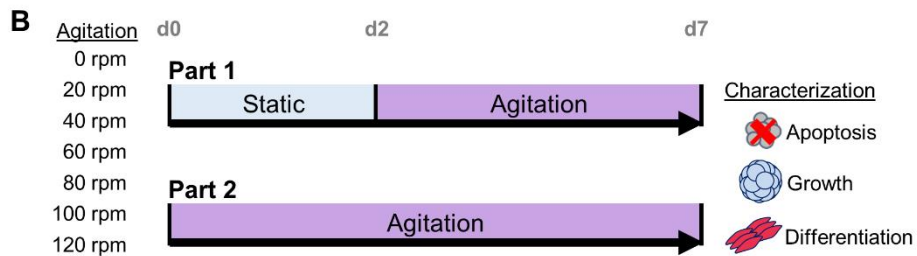 B
Agitation
0 rpm
20 rpm
40 rpm
60 rpm
80 rpm
100 rpm
120 rpm
d0 d2 d7
Part 1
Static Agitation
Part 2
Agitation
Characterization
Apoptosis
Growth
Differentiation